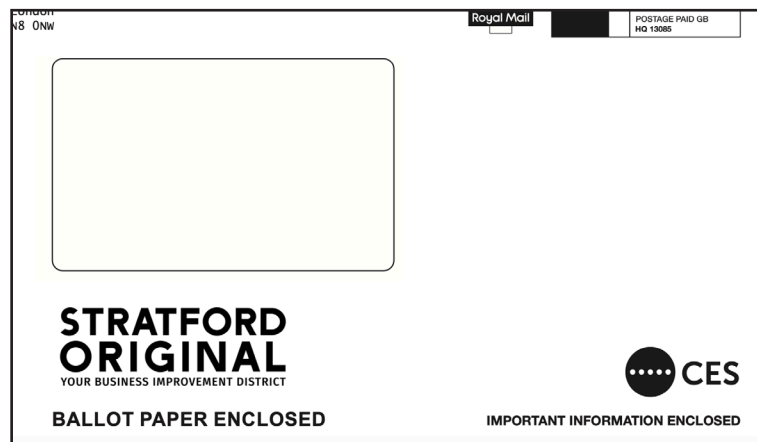 London
N8 0NW
Royal Mail
POSTAGE PAID GB
HQ 13085
STRATFORD
ORIGINAL
YOUR BUSINESS IMPROVEMENT DISTRICT
CES
BALLOT PAPER ENCLOSED
IMPORTANT INFORMATION ENCLOSED